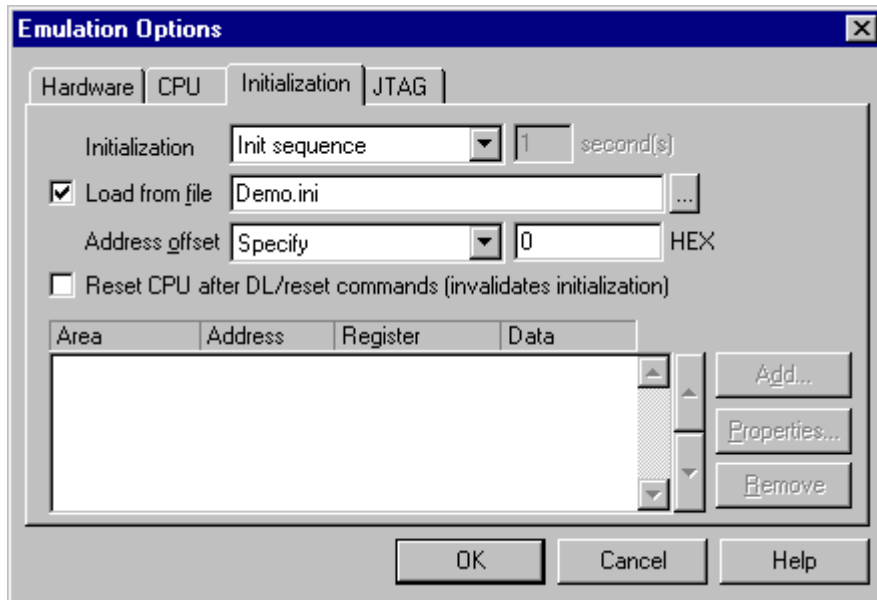 Emulation Options
Hardware CPU Initialization JTAG
Initialization Init sequence 1 second(s)
Load from file Demo.ini ...
Address offset Specify 0 HEX
Reset CPU after DL/reset commands (invalidates initialization)
Area Address Register Data
Add...
Properties...
Remove
OK Cancel Help